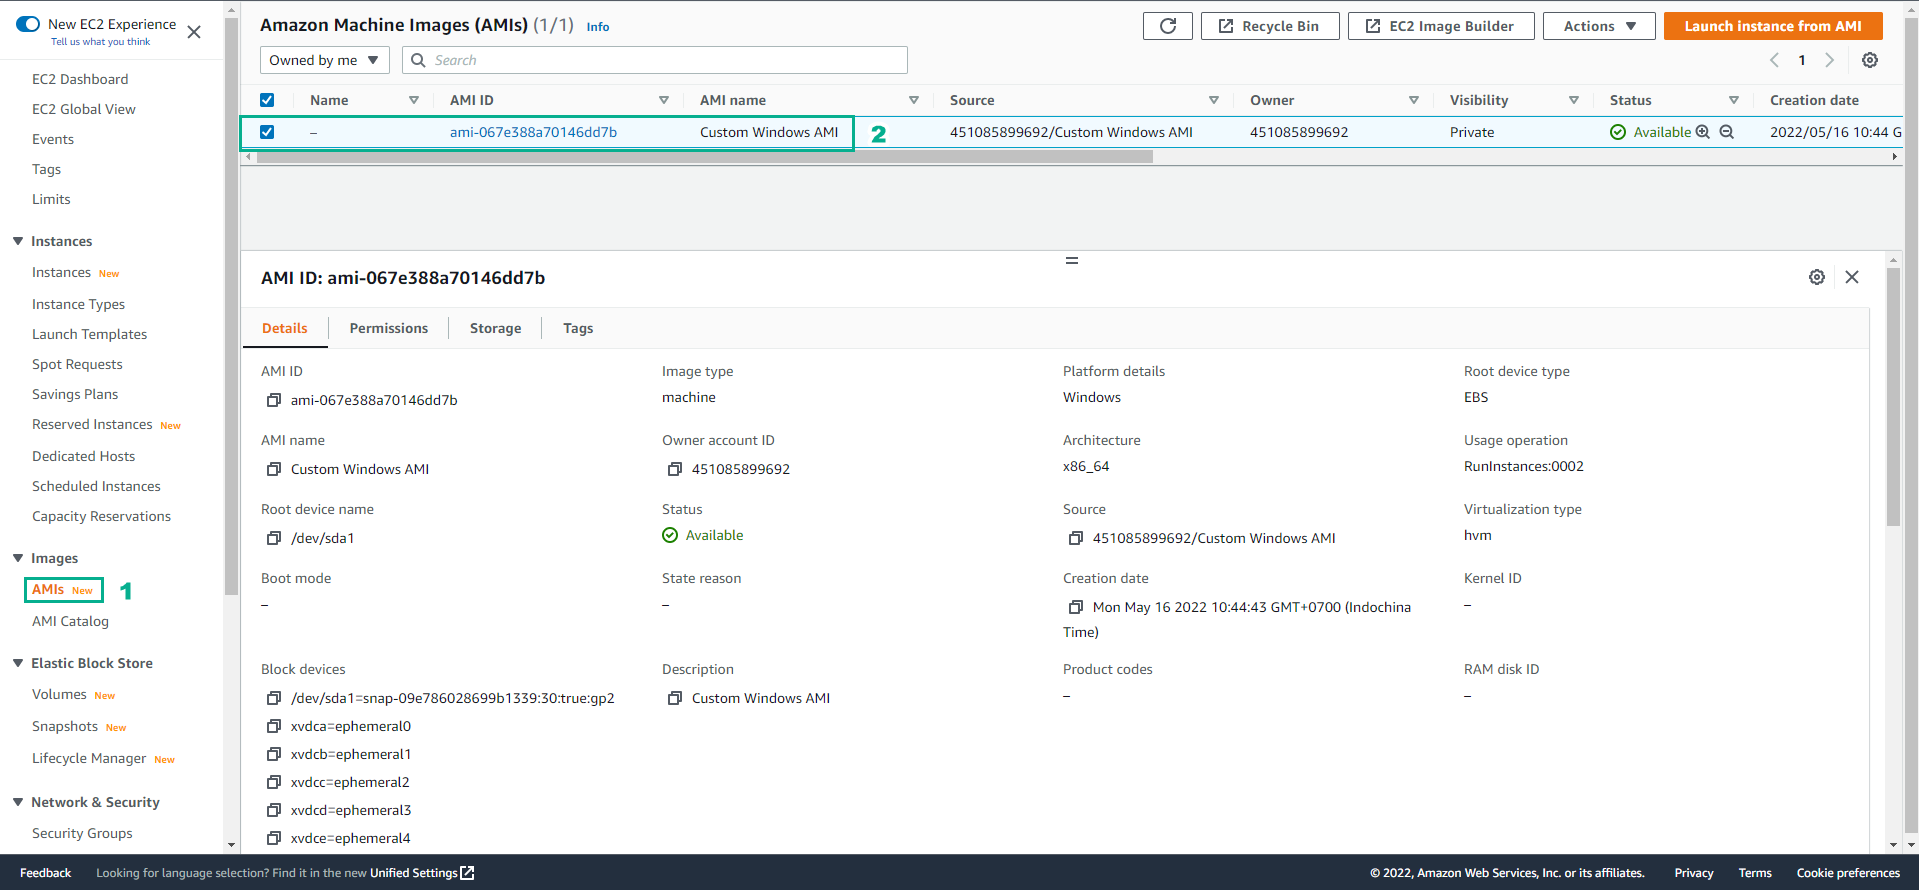 New EC2 Experience
Tell us what you think
EC2 Dashboard
EC2 Global View
Events
Tags
Limits
Instances
Instances New
Instance Types
Launch Templates
Spot Requests
Savings Plans
Reserved Instances New
Dedicated Hosts
Scheduled Instances
Capacity Reservations
Images
AMIs New 1
AMI Catalog
Elastic Block Store
Volumes New
Snapshots New
Lifecycle Manager New
Network & Security
Security Groups
Amazon Machine Images (AMIs) (1/1) Info
Recycle Bin
EC2 Image Builder
Actions
Launch instance from AMI
Owned by me
Search
1
Name AMI ID AMI name Source Owner Visibility Status Creation date
– ami-067e388a70146dd7b Custom Windows AMI 2 451085899692/Custom Windows AMI 451085899692 Private Available 2022/05/16 10:44 G
AMI ID: ami-067e388a70146dd7b
Details Permissions Storage Tags
AMI ID Image type Platform details Root device type
ami-067e388a70146dd7b machine Windows EBS
AMI name Owner account ID Architecture Usage operation
Custom Windows AMI 451085899692 x86_64 RunInstances:0002
Root device name Status Source Virtualization type
/dev/sda1 Available 451085899692/Custom Windows AMI hvm
Boot mode State reason Creation date Kernel ID
– – Mon May 16 2022 10:44:43 GMT+0700 (Indochina –
Time)
Block devices Description Product codes RAM disk ID
/dev/sda1=snap-09e786028699b1339:30:true:gp2 Custom Windows AMI – –
xvdca=ephemeral0
xvdcb=ephemeral1
xvdcc=ephemeral2
xvdcd=ephemeral3
xvdce=ephemeral4
Feedback Looking for language selection? Find it in the new Unified Settings © 2022, Amazon Web Services, Inc. or its affiliates. Privacy Terms Cookie preferences